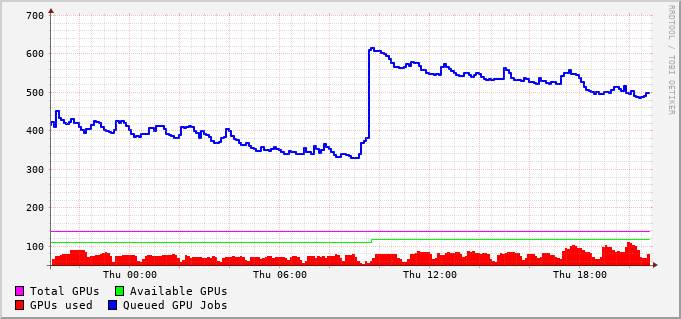 700
600
500
400
300
200
100
Thu 00:00 Thu 06:00 Thu 12:00 Thu 18:00
Total GPUs Available GPUs
GPUs used Queued GPU Jobs
RRDTOOL / TOBI OETIKER